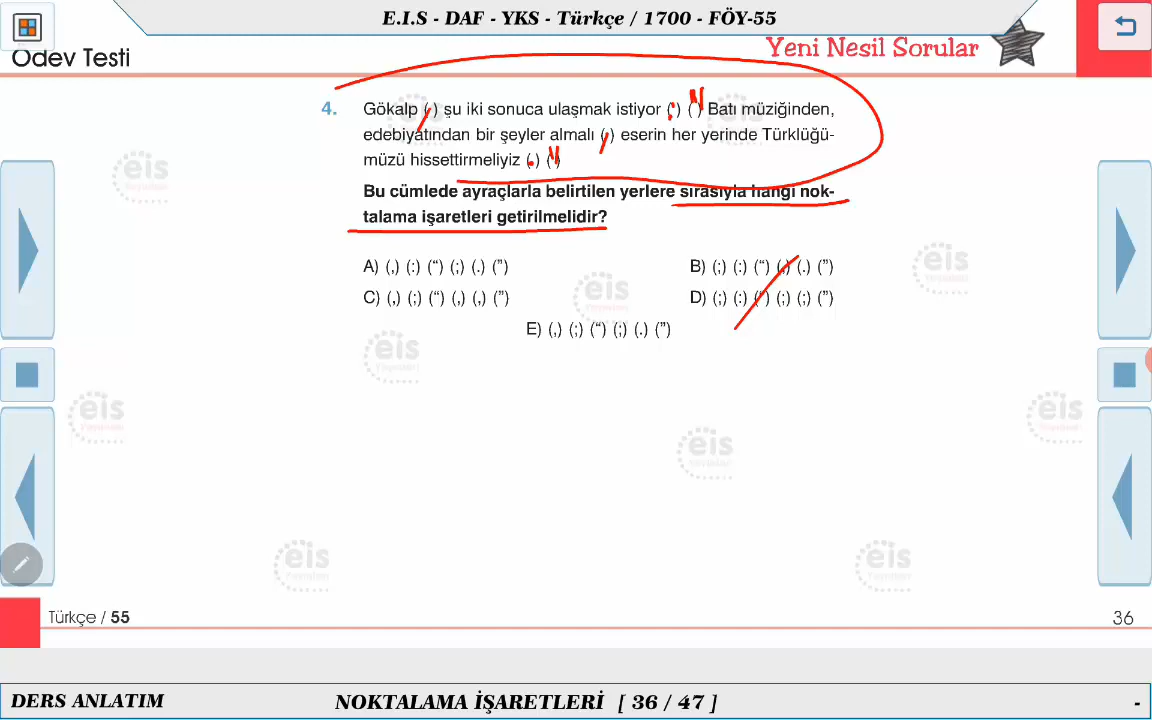 E.I.S - DAF - YKS - Türkçe / 1700 - FÖY-55
Ödev Testi
Yeni Nesil Sorular
4. Gökalp ( ) şu iki sonuca ulaşmak istiyor ( ) ( ) Batı müziğinden,
edebiyatından bir şeyler almalı ( ) eserin her yerinde Türklüğü-
müzü hissettirmeliyiz ( ) ( )
Bu cümlede ayraçlarla belirtilen yerlere sırasıyla hangi nok-
talama işaretleri getirilmelidir?
A) (,) (:) (“) (;) (.) (”)
B) (;) (:) (“) (,) (.) (”)
C) (,) (;) (“) (,) (,) (”)
D) (;) (:) (“) (;) (;) (”)
E) (,) (;) (“) (;) (.) (”)
eis
Yayınları
Türkçe / 55
36
DERS ANLATIM
NOKTALAMA İŞARETLERİ [ 36 / 47 ]
-